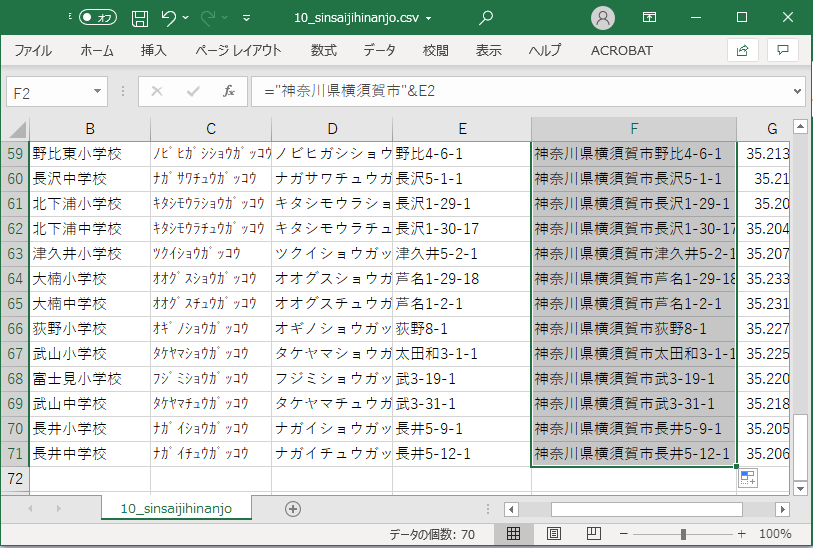 オフ 10_sinsaijihinanjo.csv
ファイル ホーム 挿入 ページ レイアウト 数式 データ 校閲 表示 ヘルプ ACROBAT
F2 fx ="神奈川県横須賀市"&E2
B C D E F G
59 野比東小学校 ﾉﾋﾞﾋｶﾞｼｼｮｳｶﾞｯｺｳ ノビヒガシショウ 野比4-6-1 神奈川県横須賀市野比4-6-1 35.213
60 長沢中学校 ﾅｶﾞｻﾜﾁｭｳｶﾞｯｺｳ ナガサワチュウガ 長沢5-1-1 神奈川県横須賀市長沢5-1-1 35.21
61 北下浦小学校 ｷﾀｼﾓｳﾗｼｮｳｶﾞｯｺｳ キタシモウラショ 長沢1-29-1 神奈川県横須賀市長沢1-29-1 35.20
62 北下浦中学校 ｷﾀｼﾓｳﾗﾁｭｳｶﾞｯｺｳ キタシモウラチュ 長沢1-30-17 神奈川県横須賀市長沢1-30-17 35.204
63 津久井小学校 ﾂｸｲｼｮｳｶﾞｯｺｳ ツクイショウガッ 津久井5-2-1 神奈川県横須賀市津久井5-2-1 35.207
64 大楠小学校 ｵｵｸﾞｽｼｮｳｶﾞｯｺｳ オオグスショウガ 芦名1-29-18 神奈川県横須賀市芦名1-29-18 35.233
65 大楠中学校 ｵｵｸﾞｽﾁｭｳｶﾞｯｺｳ オオグスチュウガ 芦名1-2-1 神奈川県横須賀市芦名1-2-1 35.231
66 荻野小学校 ｵｷﾞﾉｼｮｳｶﾞｯｺｳ オギノショウガッ 荻野8-1 神奈川県横須賀市荻野8-1 35.227
67 武山小学校 ﾀｹﾔﾏｼｮｳｶﾞｯｺｳ タケヤマショウガ 太田和3-1-1 神奈川県横須賀市太田和3-1-1 35.225
68 富士見小学校 ﾌｼﾞﾐｼｮｳｶﾞｯｺｳ フジミショウガッ 武3-19-1 神奈川県横須賀市武3-19-1 35.220
69 武山中学校 ﾀｹﾔﾏﾁｭｳｶﾞｯｺｳ タケヤマチュウガ 武3-31-1 神奈川県横須賀市武3-31-1 35.218
70 長井小学校 ﾅｶﾞｲｼｮｳｶﾞｯｺｳ ナガイショウガッ 長井5-9-1 神奈川県横須賀市長井5-9-1 35.205
71 長井中学校 ﾅｶﾞｲﾁｭｳｶﾞｯｺｳ ナガイチュウガッ 長井5-12-1 神奈川県横須賀市長井5-12-1 35.206
72
10_sinsaijihinanjo
データの個数: 70 100%